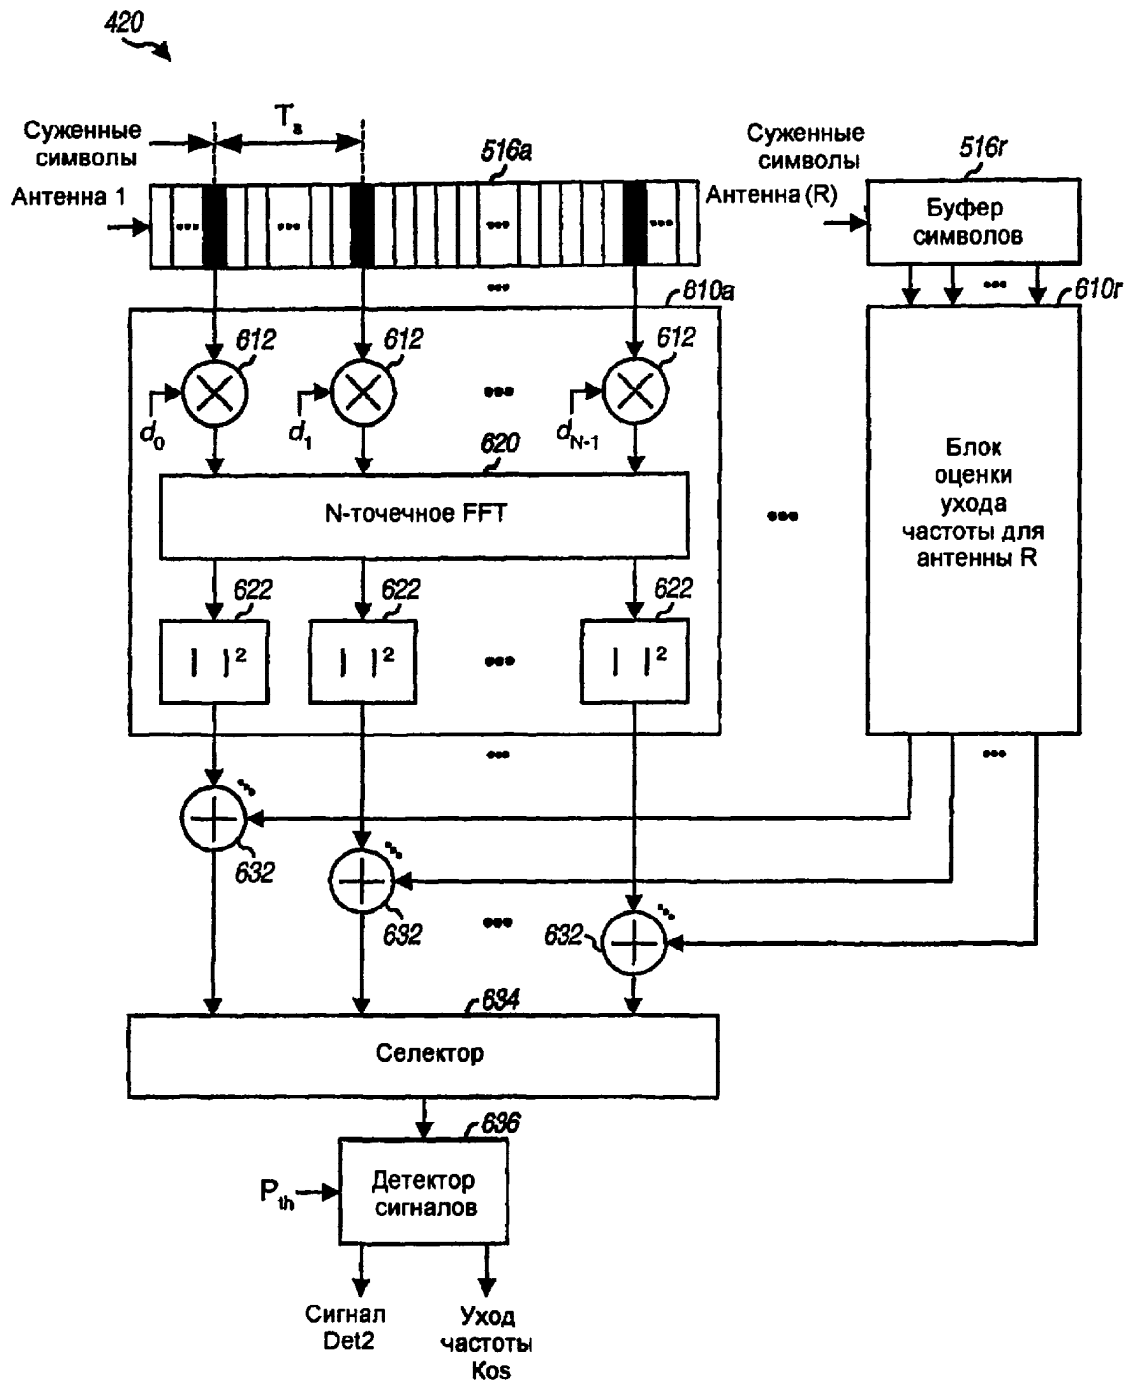 420
Суженные
символы
Ts
516a
Антенна 1
•••
•••
•••
•••
Суженные
символы
516r
Антенна (R)
Буфер
символов
•••
•••
610a
610r
612
612
612
d0
d1
•••
dN-1
620
N-точечное FFT
•••
Блок
оценки
ухода
частоты для
антенны R
622
622
622
| |²
| |²
•••
| |²
•••
•••
•••
632
•••
632
•••
•••
632
634
Селектор
636
Pth
Детектор
сигналов
Сигнал
Det2
Уход
частоты
Kos